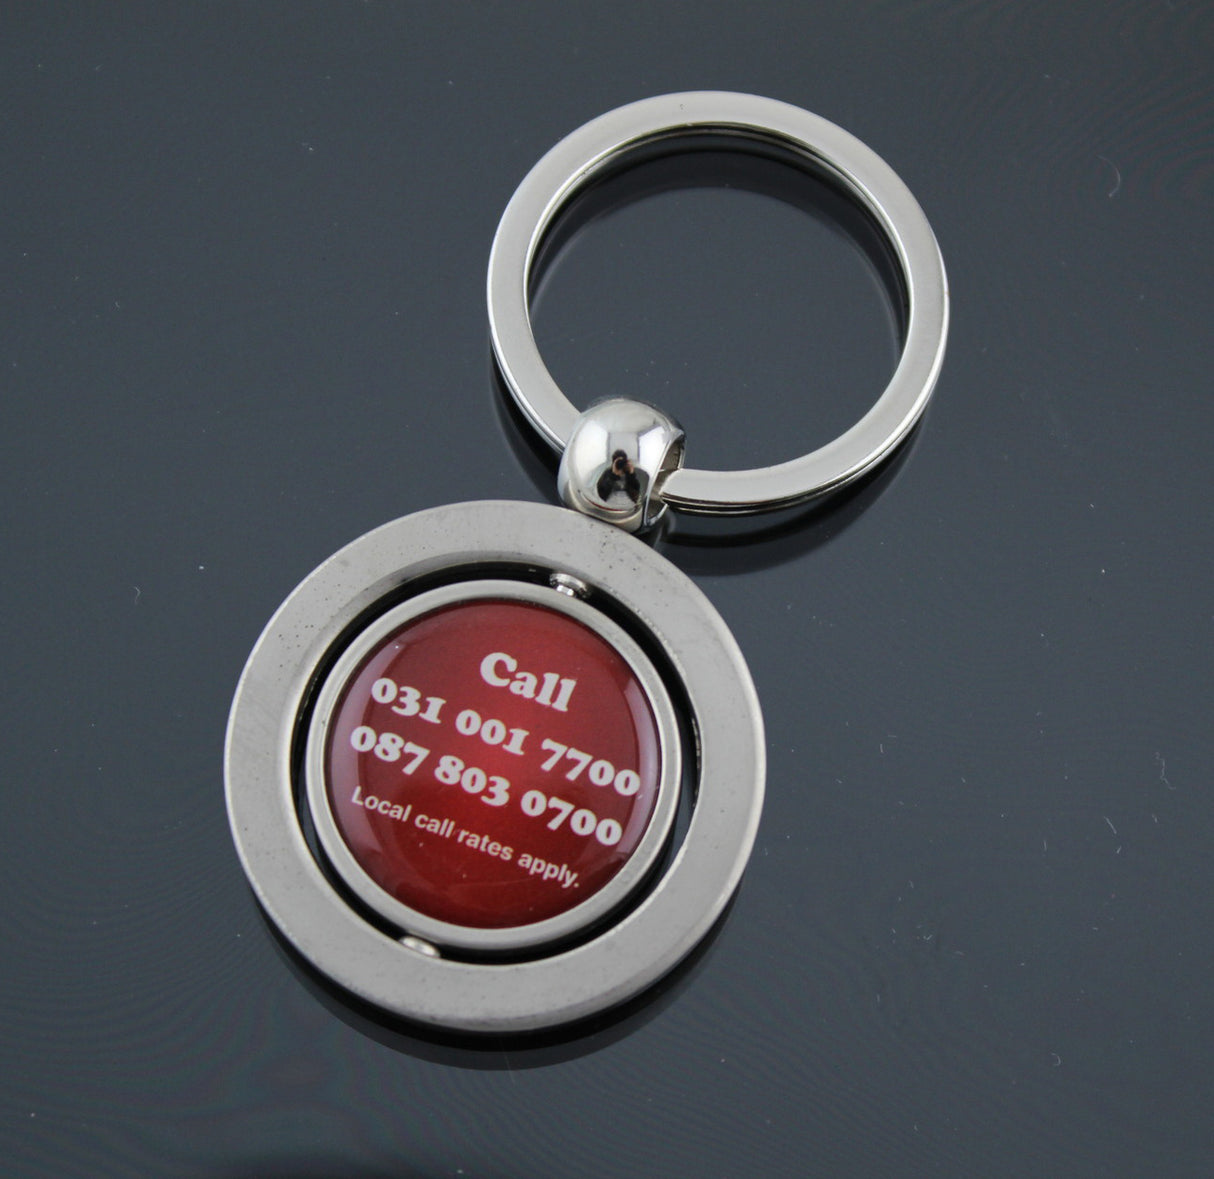 Call
031 001 7700
087 803 0700
Local call rates apply.